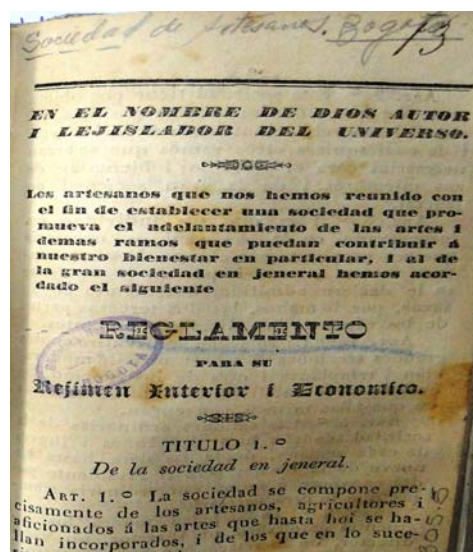 Sociedad de Artesanos. Bogotá
13
EN EL NOMBRE DE DIOS AUTOR
I LEJISLADOR DEL UNIVERSO.
Los artesanos que nos hemos reunido con
el fin de establecer una sociedad que pro-
mueva el adelantamiento de las artes i
demas ramos que puedan contribuir á
nuestro bienestar en particular, i al de
la gran sociedad en jeneral hemos acor-
dado el siguiente
REGLAMENTO
PARA SU
Rejimen Interior i Economico.
TITULO 1. º
De la sociedad en jeneral.
ART. 1. º La sociedad se compone pre-
cisamente de los artesanos, agricultores i
aficionados á las artes que hasta hoi se ha-
llan incorporados, i de los que en lo suce-